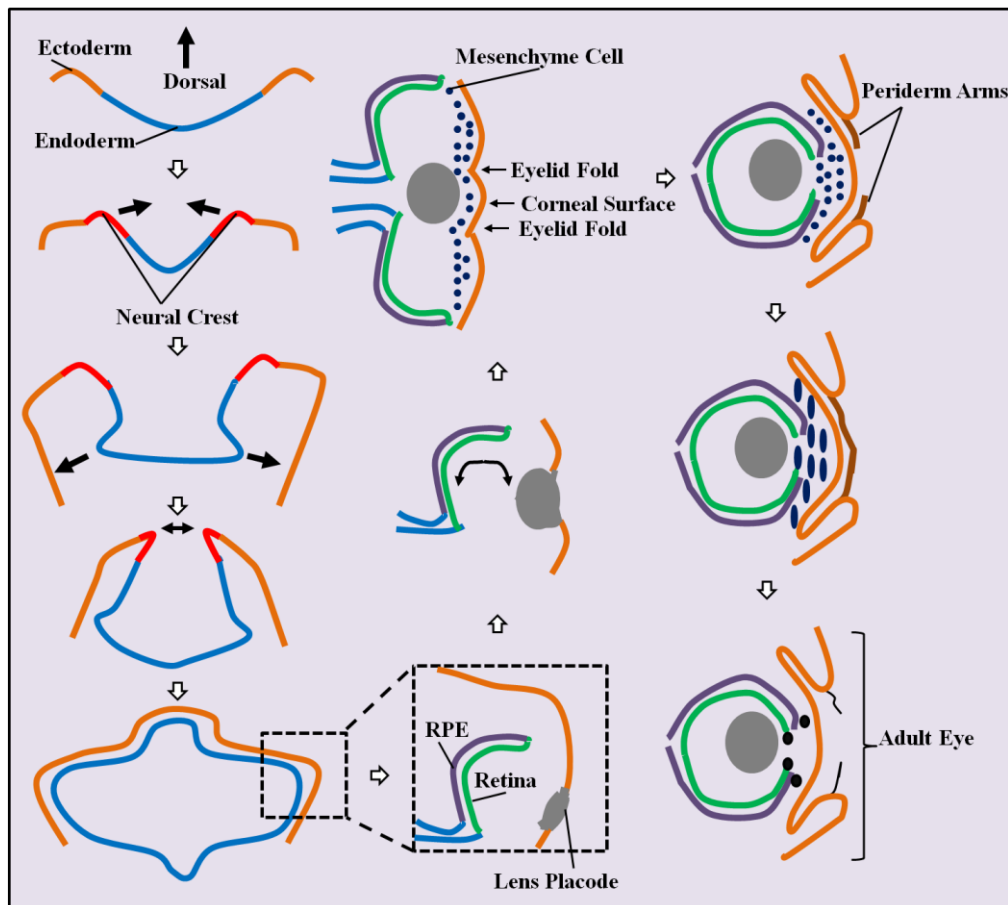 Ectoderm
Dorsal
Endoderm
Neural Crest
Mesenchyme Cell
Eyelid Fold
Corneal Surface
Eyelid Fold
RPE
Retina
Lens Placode
Periderm Arms
Adult Eye